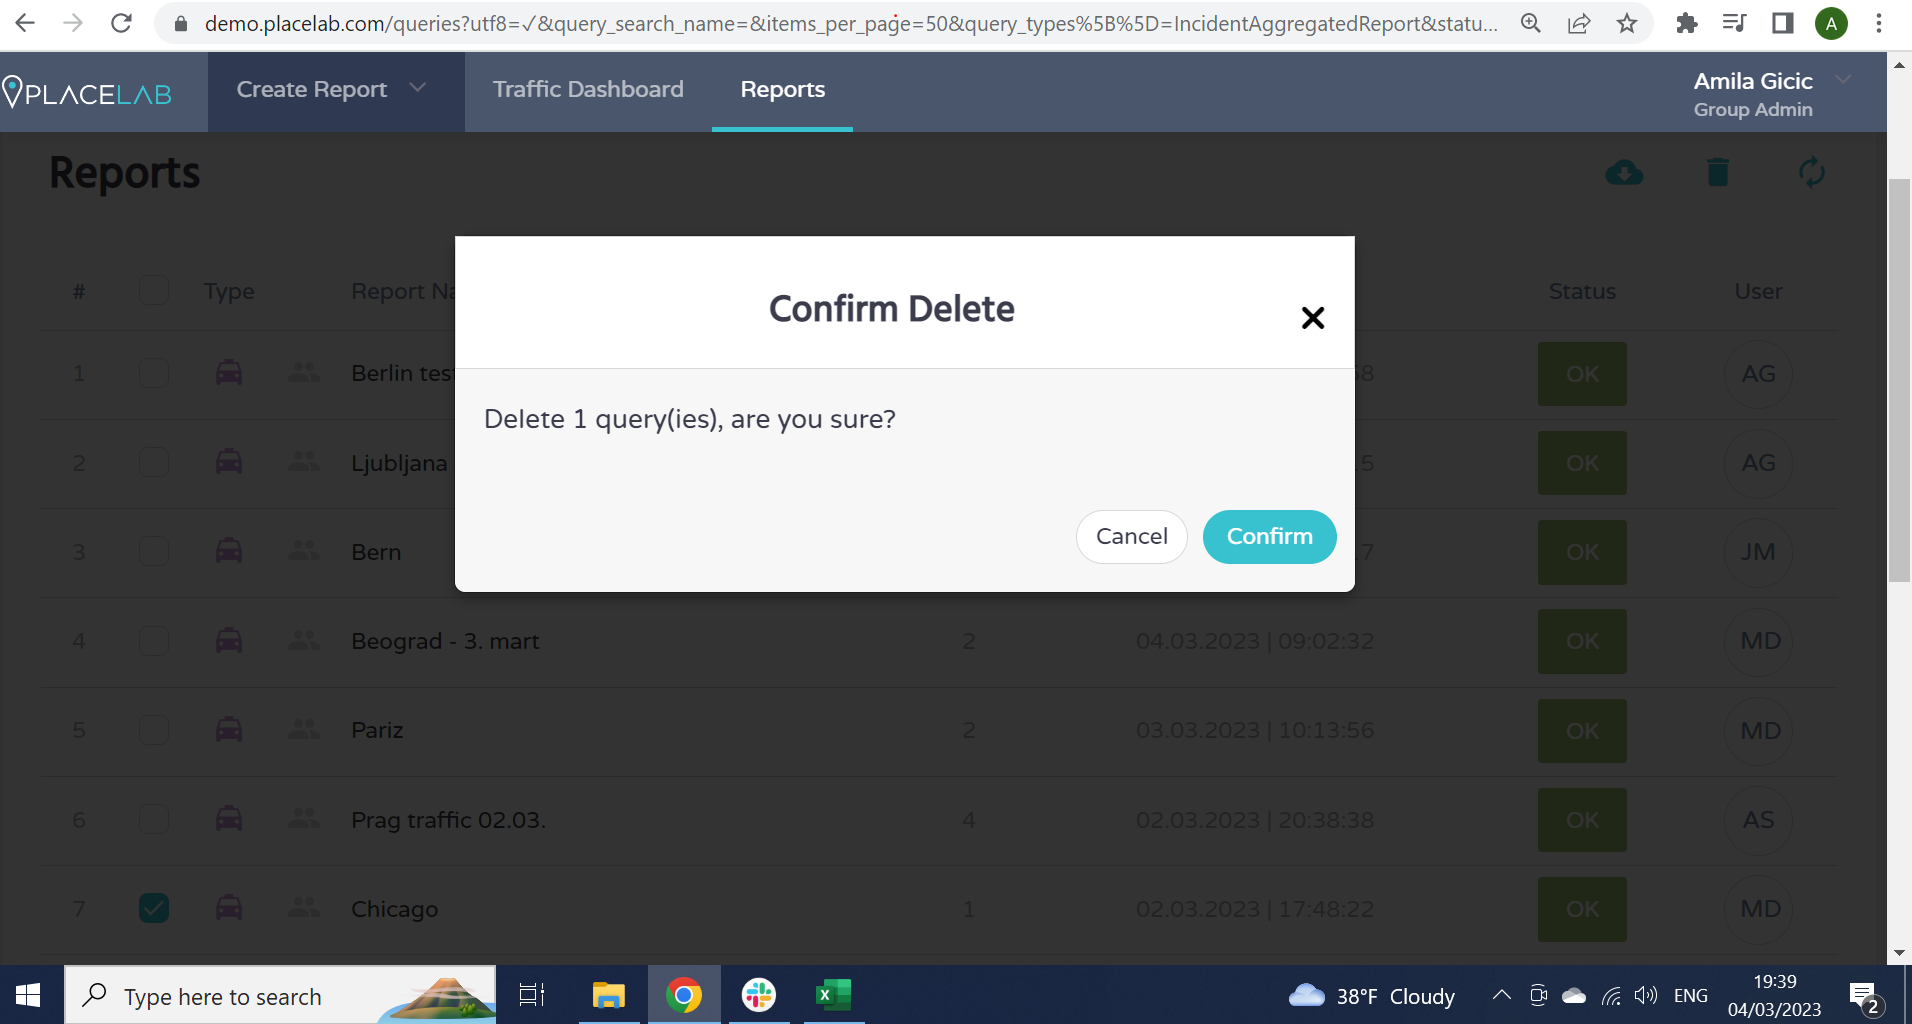 demo.placelab.com/queries?utf8=✓&query_search_name=&items_per_page=50&query_types%5B%5D=IncidentAggregatedReport&statu...
A
PLACELAB
Create Report
Traffic Dashboard
Reports
Amila Gicic
Group Admin
Reports
# Type Report Na Status User
Confirm Delete
Delete 1 query(ies), are you sure?
Cancel
Confirm
1 Berlin tes 58 OK AG
2 Ljubljana 15 OK AG
3 Bern 17 OK JM
4 Beograd - 3. mart 2 04.03.2023 | 09:02:32 OK MD
5 Pariz 2 03.03.2023 | 10:13:56 OK MD
6 Prag traffic 02.03. 4 02.03.2023 | 20:38:38 OK AS
7 Chicago 1 02.03.2023 | 17:48:22 OK MD
Type here to search
38°F Cloudy
ENG
19:39
04/03/2023
2